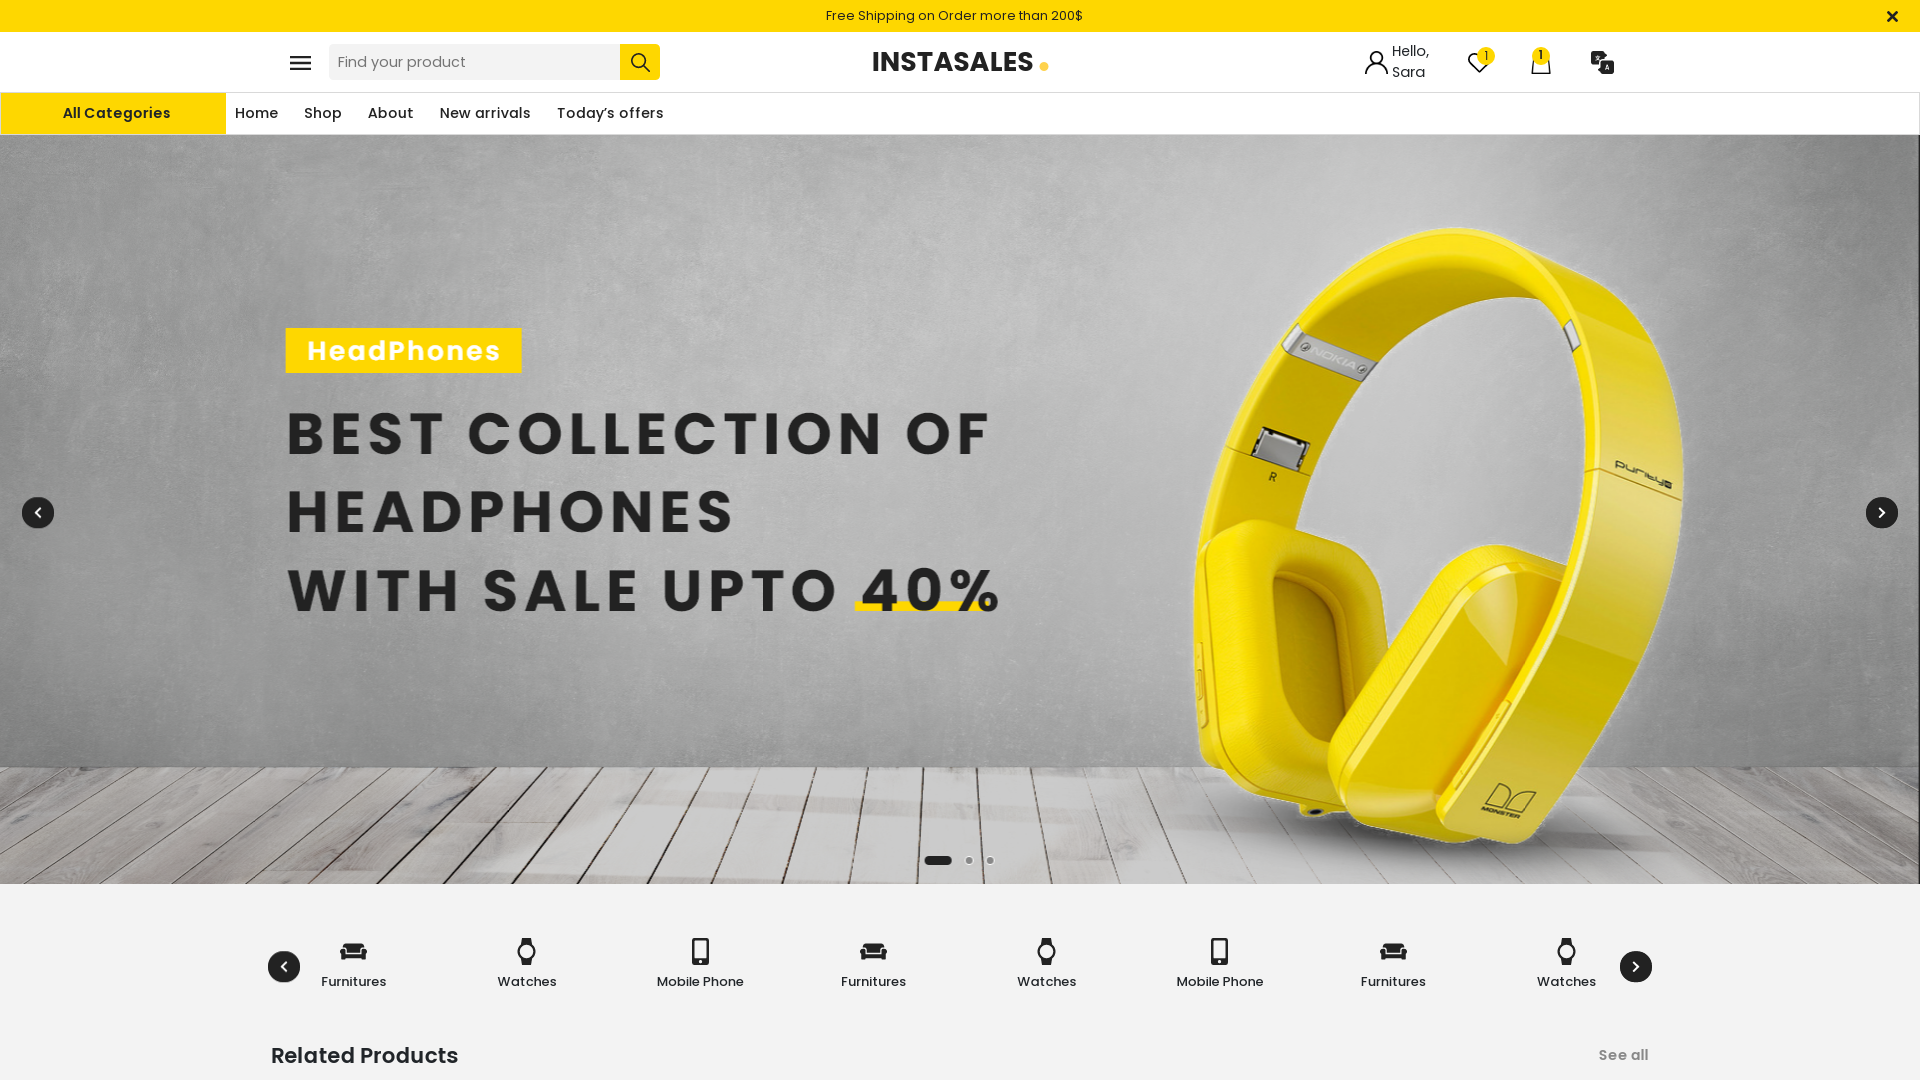 Free Shipping on Order more than 200$
Find your product
INSTASALES
Hello,
Sara
1
1
A
All Categories
Home
Shop
About
New arrivals
Today’s offers
HeadPhones
BEST COLLECTION OF
HEADPHONES
WITH SALE UPTO 40%
NOKIA
R
purity
MONSTER
Furnitures
Watches
Mobile Phone
Furnitures
Watches
Mobile Phone
Furnitures
Watches
Related Products
See all